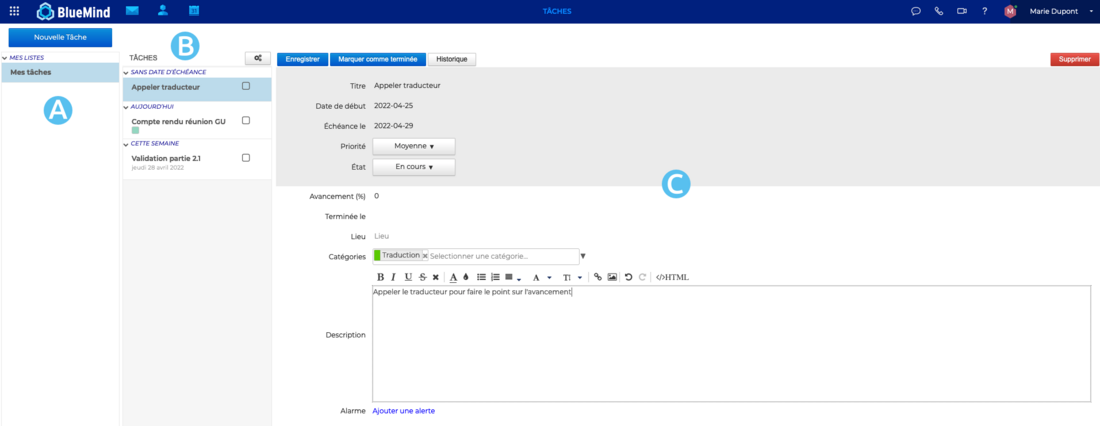 BlueMind
TÂCHES
?
M
Marie Dupont
Nouvelle Tâche
MES LISTES
Mes tâches
A
TÂCHES
B
SANS DATE D'ÉCHÉANCE
Appeler traducteur
AUJOURD'HUI
Compte rendu réunion GU
CETTE SEMAINE
Validation partie 2.1
jeudi 28 avril 2022
Enregistrer
Marquer comme terminée
Historique
Supprimer
Titre Appeler traducteur
Date de début 2022-04-25
Échéance le 2022-04-29
Priorité Moyenne
État En cours
C
Avancement (%) 0
Terminée le
Lieu Lieu
Catégories Traduction Selectionner une catégorie...
B I U S A A TI </>HTML
Appeler le traducteur pour faire le point sur l'avancement
Description
Alarme Ajouter une alerte